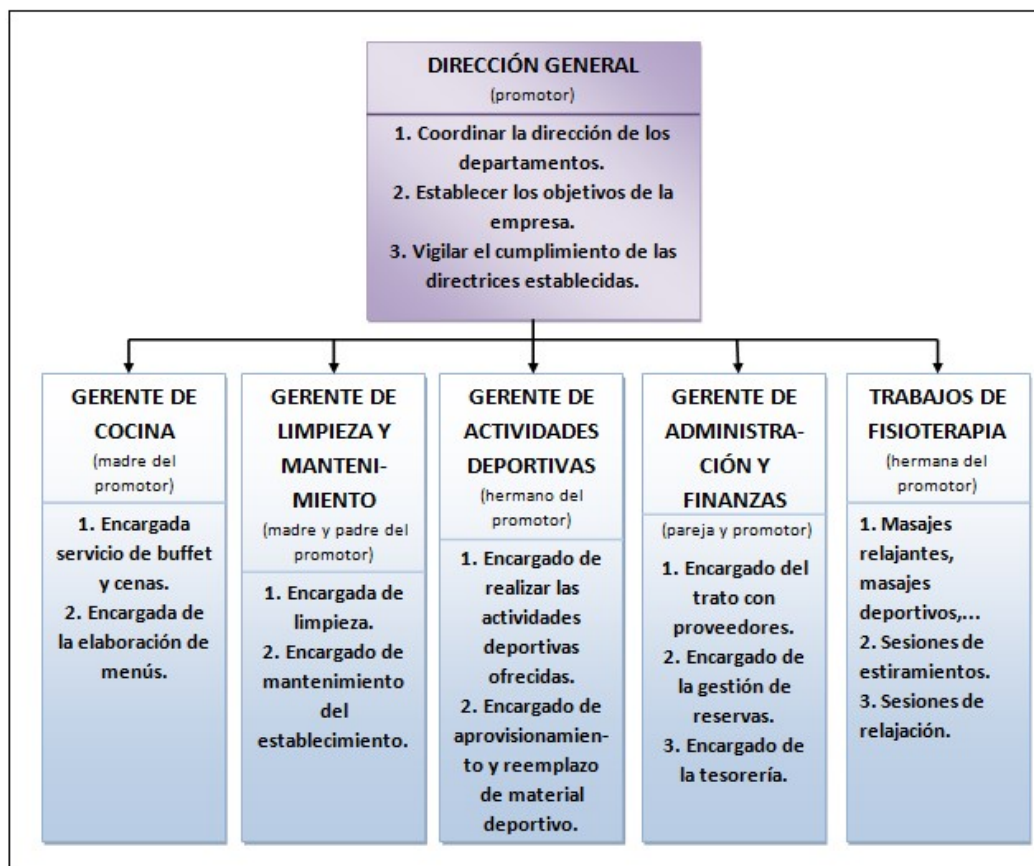 DIRECCIÓN GENERAL
(promotor)
1. Coordinar la dirección de los
departamentos.
2. Establecer los objetivos de la
empresa.
3. Vigilar el cumplimiento de las
directrices establecidas.
GERENTE DE
COCINA
(madre del
promotor)
1. Encargada
servicio de buffet
y cenas.
2. Encargada de
la elaboración de
menús.
GERENTE DE
LIMPIEZA Y
MANTENI-
MIENTO
(madre y padre del
promotor)
1. Encargada de
limpieza.
2. Encargado de
mantenimiento
del
establecimiento.
GERENTE DE
ACTIVIDADES
DEPORTIVAS
(hermano del
promotor)
1. Encargado de
realizar las
actividades
deportivas
ofrecidas.
2. Encargado de
aprovisionamien-
to y reemplazo
de material
deportivo.
GERENTE DE
ADMINISTRA-
CIÓN Y
FINANZAS
(pareja y promotor)
1. Encargado del
trato con
proveedores.
2. Encargado de
la gestión de
reservas.
3. Encargado de
la tesorería.
TRABAJOS DE
FISIOTERAPIA
(hermana del
promotor)
1. Masajes
relajantes,
masajes
deportivos,...
2. Sesiones de
estiramientos.
3. Sesiones de
relajación.